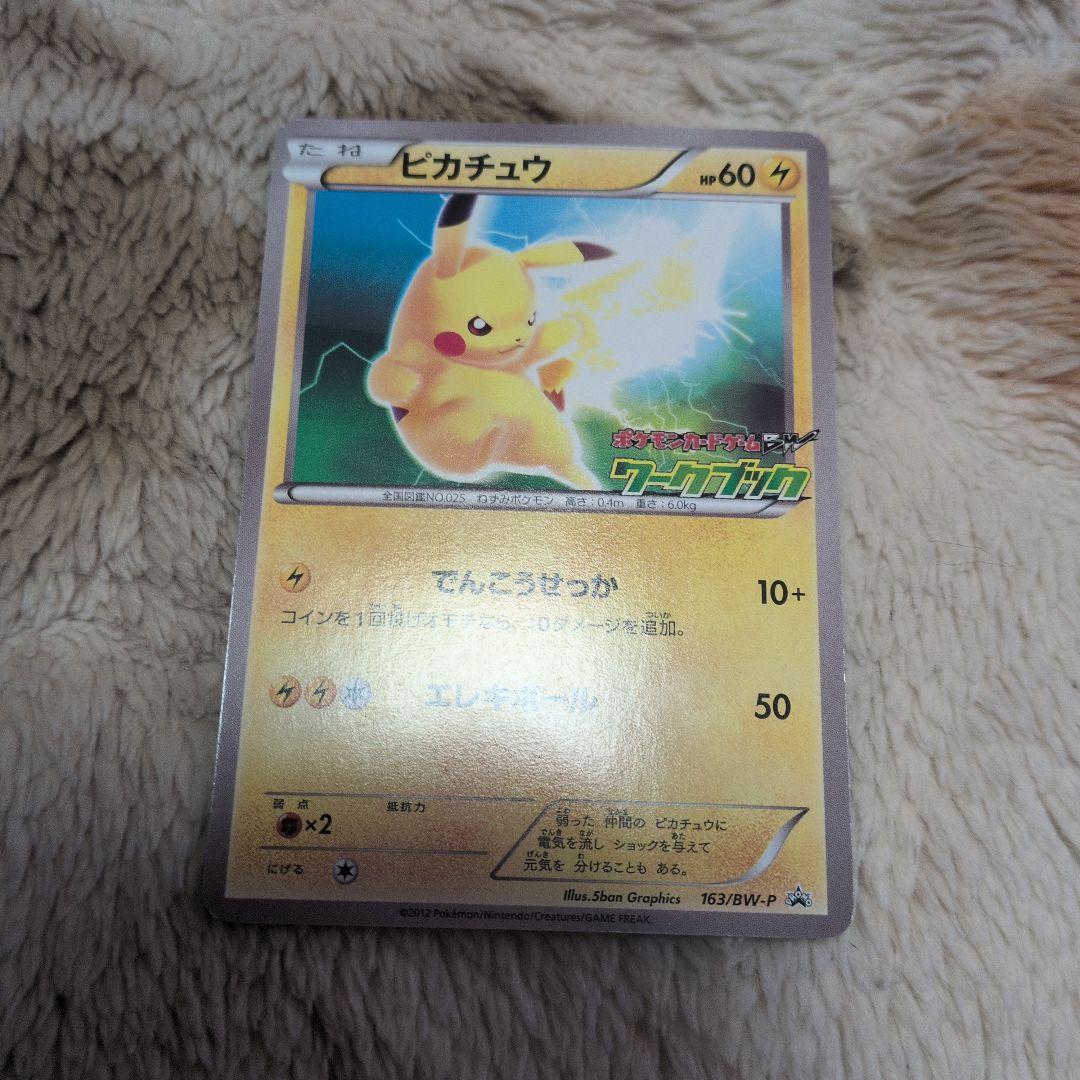 たね ピカチュウ HP60
ポケモンカードゲームBW
ワークブック
全国図鑑NO.025 ねずみポケモン 高さ:0.4m 重さ:6.0kg
でんこうせっか 10+
コインを1回投げオモテなら、10ダメージを追加。
エレキボール 50
弱点 抵抗力
×2
にげる
弱った 仲間の ピカチュウに
電気を流し ショックを与えて
元気を 分けることも ある。
Illus.5ban Graphics 163/BW-P
©2012 Pokémon/Nintendo/Creatures/GAME FREAK.